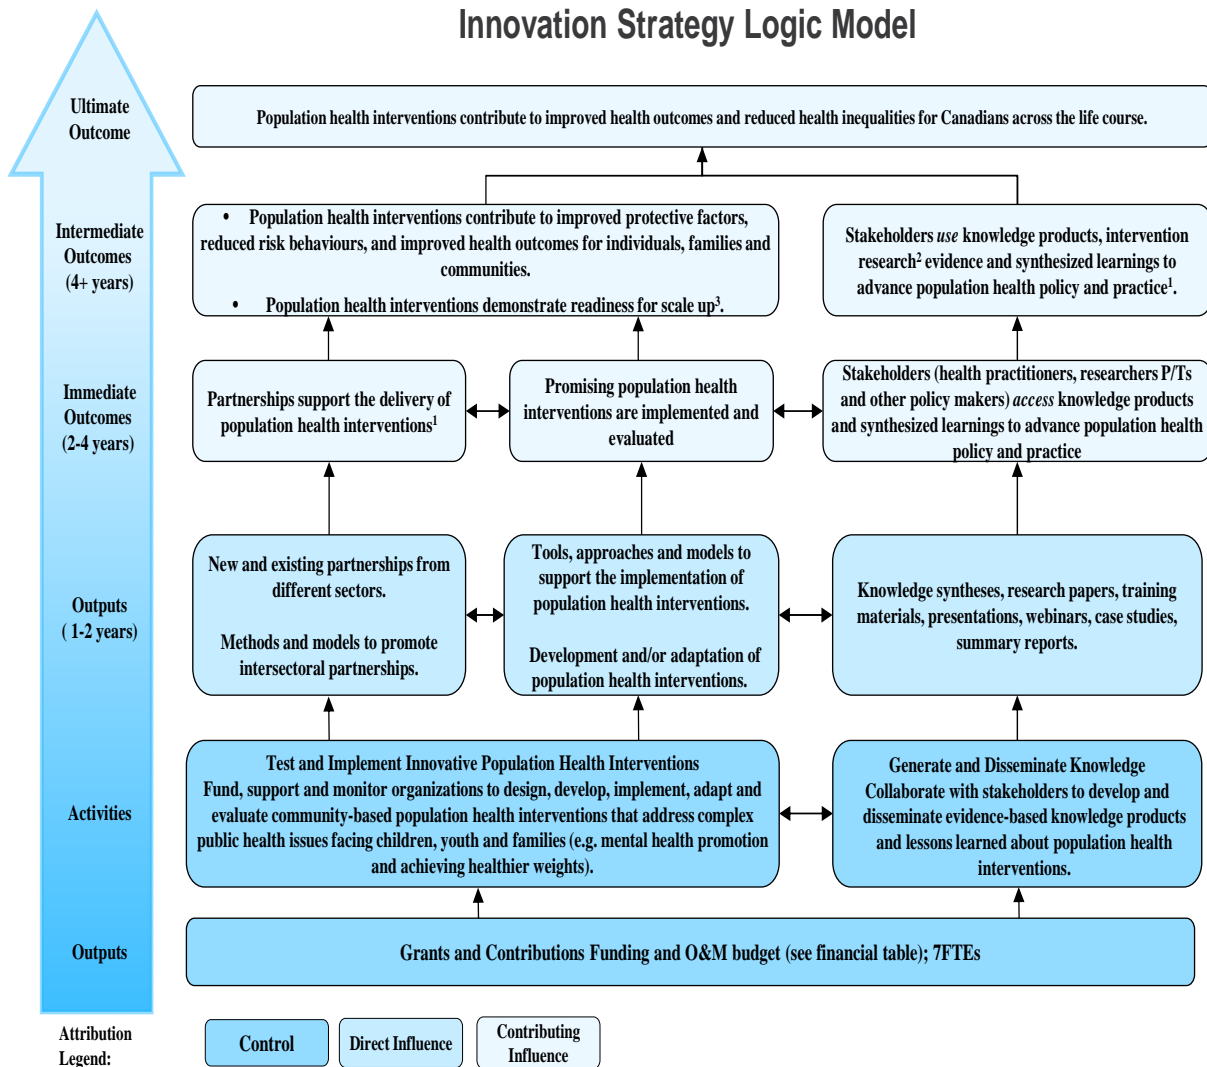 Innovation Strategy Logic Model
Ultimate
Outcome
Population health interventions contribute to improved health outcomes and reduced health inequalities for Canadians across the life course.
Intermediate
Outcomes
(4+ years)
• Population health interventions contribute to improved protective factors,
reduced risk behaviours, and improved health outcomes for individuals, families and
communities.
• Population health interventions demonstrate readiness for scale up³.
Stakeholders use knowledge products, intervention
research² evidence and synthesized learnings to
advance population health policy and practice¹.
Immediate
Outcomes
(2-4 years)
Partnerships support the delivery of
population health interventions¹
Promising population health
interventions are implemented and
evaluated
Stakeholders (health practitioners, researchers P/Ts
and other policy makers) access knowledge products
and synthesized learnings to advance population health
policy and practice
Outputs
( 1-2 years)
New and existing partnerships from
different sectors.
Methods and models to promote
intersectoral partnerships.
Tools, approaches and models to
support the implementation of
population health interventions.
Development and/or adaptation of
population health interventions.
Knowledge syntheses, research papers, training
materials, presentations, webinars, case studies,
summary reports.
Activities
Test and Implement Innovative Population Health Interventions
Fund, support and monitor organizations to design, develop, implement, adapt and
evaluate community-based population health interventions that address complex
public health issues facing children, youth and families (e.g. mental health promotion
and achieving healthier weights).
Generate and Disseminate Knowledge
Collaborate with stakeholders to develop and
disseminate evidence-based knowledge products
and lessons learned about population health
interventions.
Outputs
Grants and Contributions Funding and O&M budget (see financial table); 7FTEs
Attribution
Legend:
Control
Direct Influence
Contributing
Influence